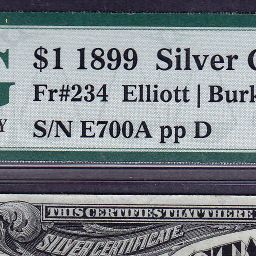 $1 1899 Silver C
Fr#234 Elliott | Burk
S/N E700A pp D
THIS CERTIFIES THAT THERE
SILVER CERTIFICATE.